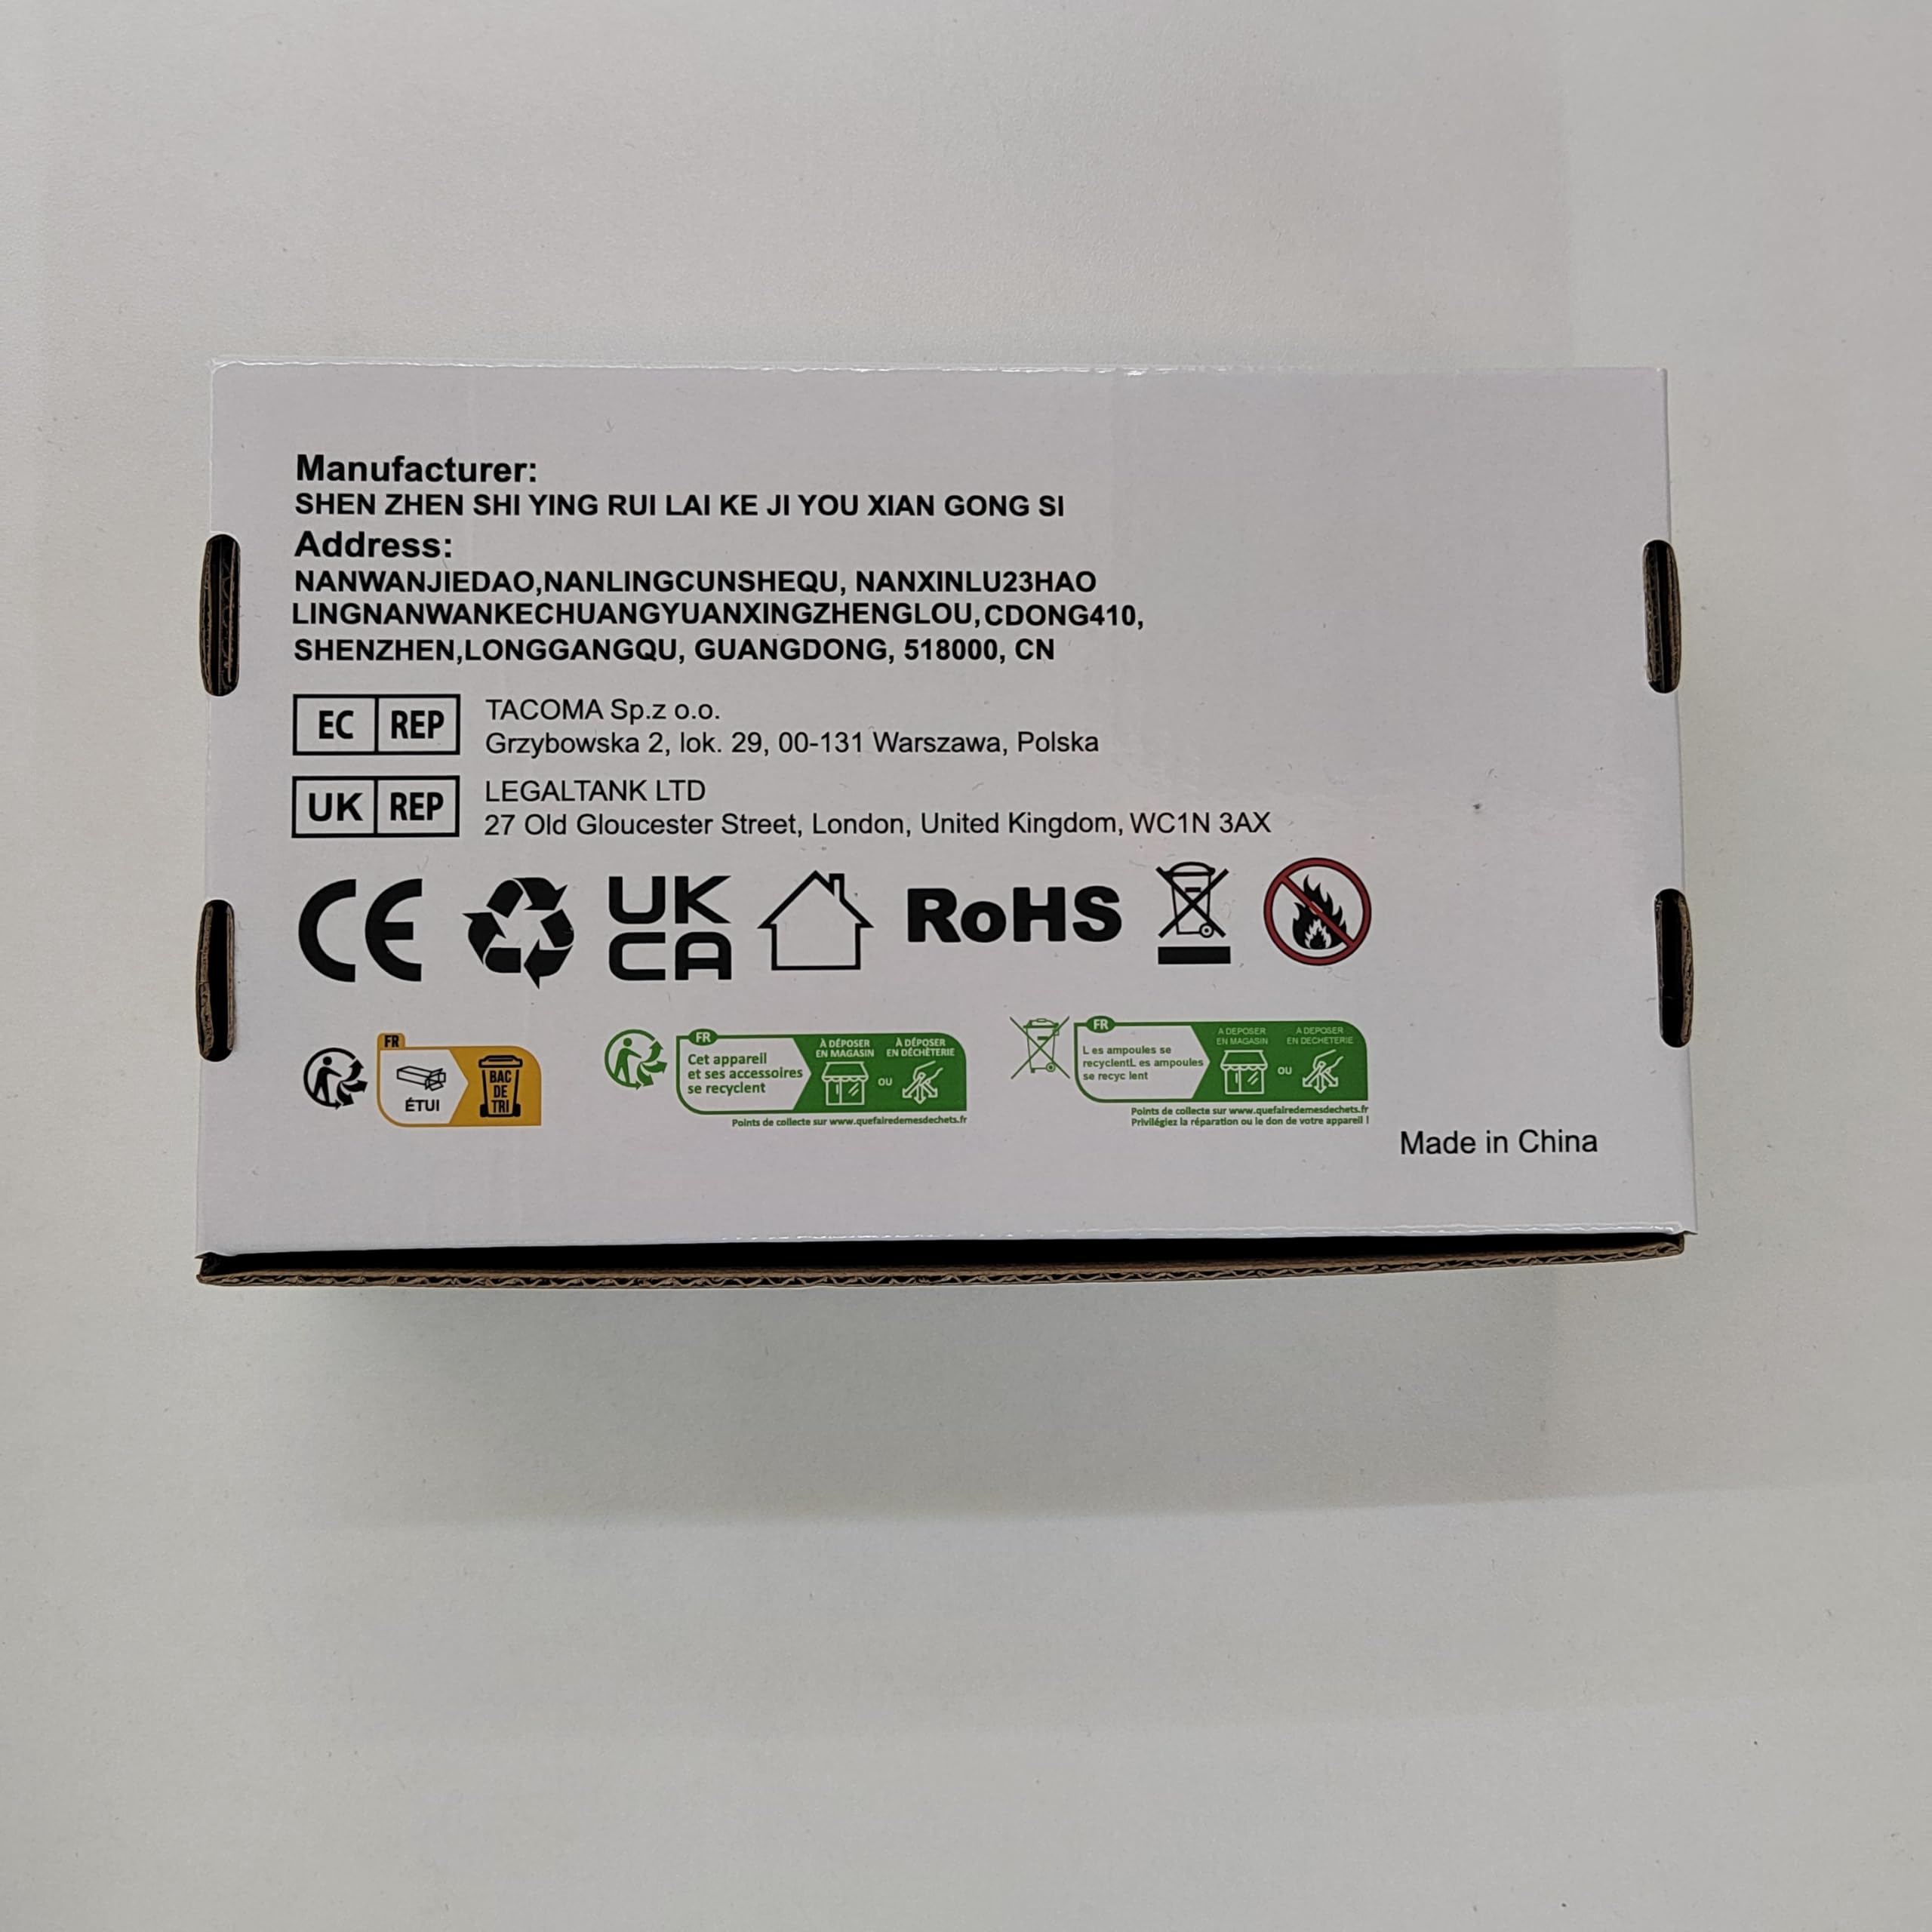 Manufacturer:
SHEN ZHEN SHI YING RUI LAI KE JI YOU XIAN GONG SI
Address:
NANWANJIEDAO,NANLINGCUNSHEQU, NANXINLU23HAO
LINGNANWANKECHUANGYUANXINGZHENGLOU,CDONG410,
SHENZHEN,LONGGANGQU, GUANGDONG, 518000, CN
EC REP
TACOMA Sp.z o.o.
Grzybowska 2, lok. 29, 00-131 Warszawa, Polska
UK REP
LEGALTANK LTD
27 Old Gloucester Street, London, United Kingdom, WC1N 3AX
CE
UK
CA
RoHS
FR
ÉTUI
BAC
DE
TRI
FR
Cet appareil
et ses accessoires
se recyclent
À DÉPOSER
EN MAGASIN
OU
À DÉPOSER
EN DÉCHÈTERIE
Points de collecte sur www.quefairedemesdechets.fr
FR
L es ampoules se
recyclentL es ampoules
se recyc lent
A DEPOSER
EN MAGASIN
OU
A DEPOSER
EN DECHETERIE
Points de collecte sur www.quefairedemesdechets.fr
Privilégiez la réparation ou le don de votre appareil !
Made in China